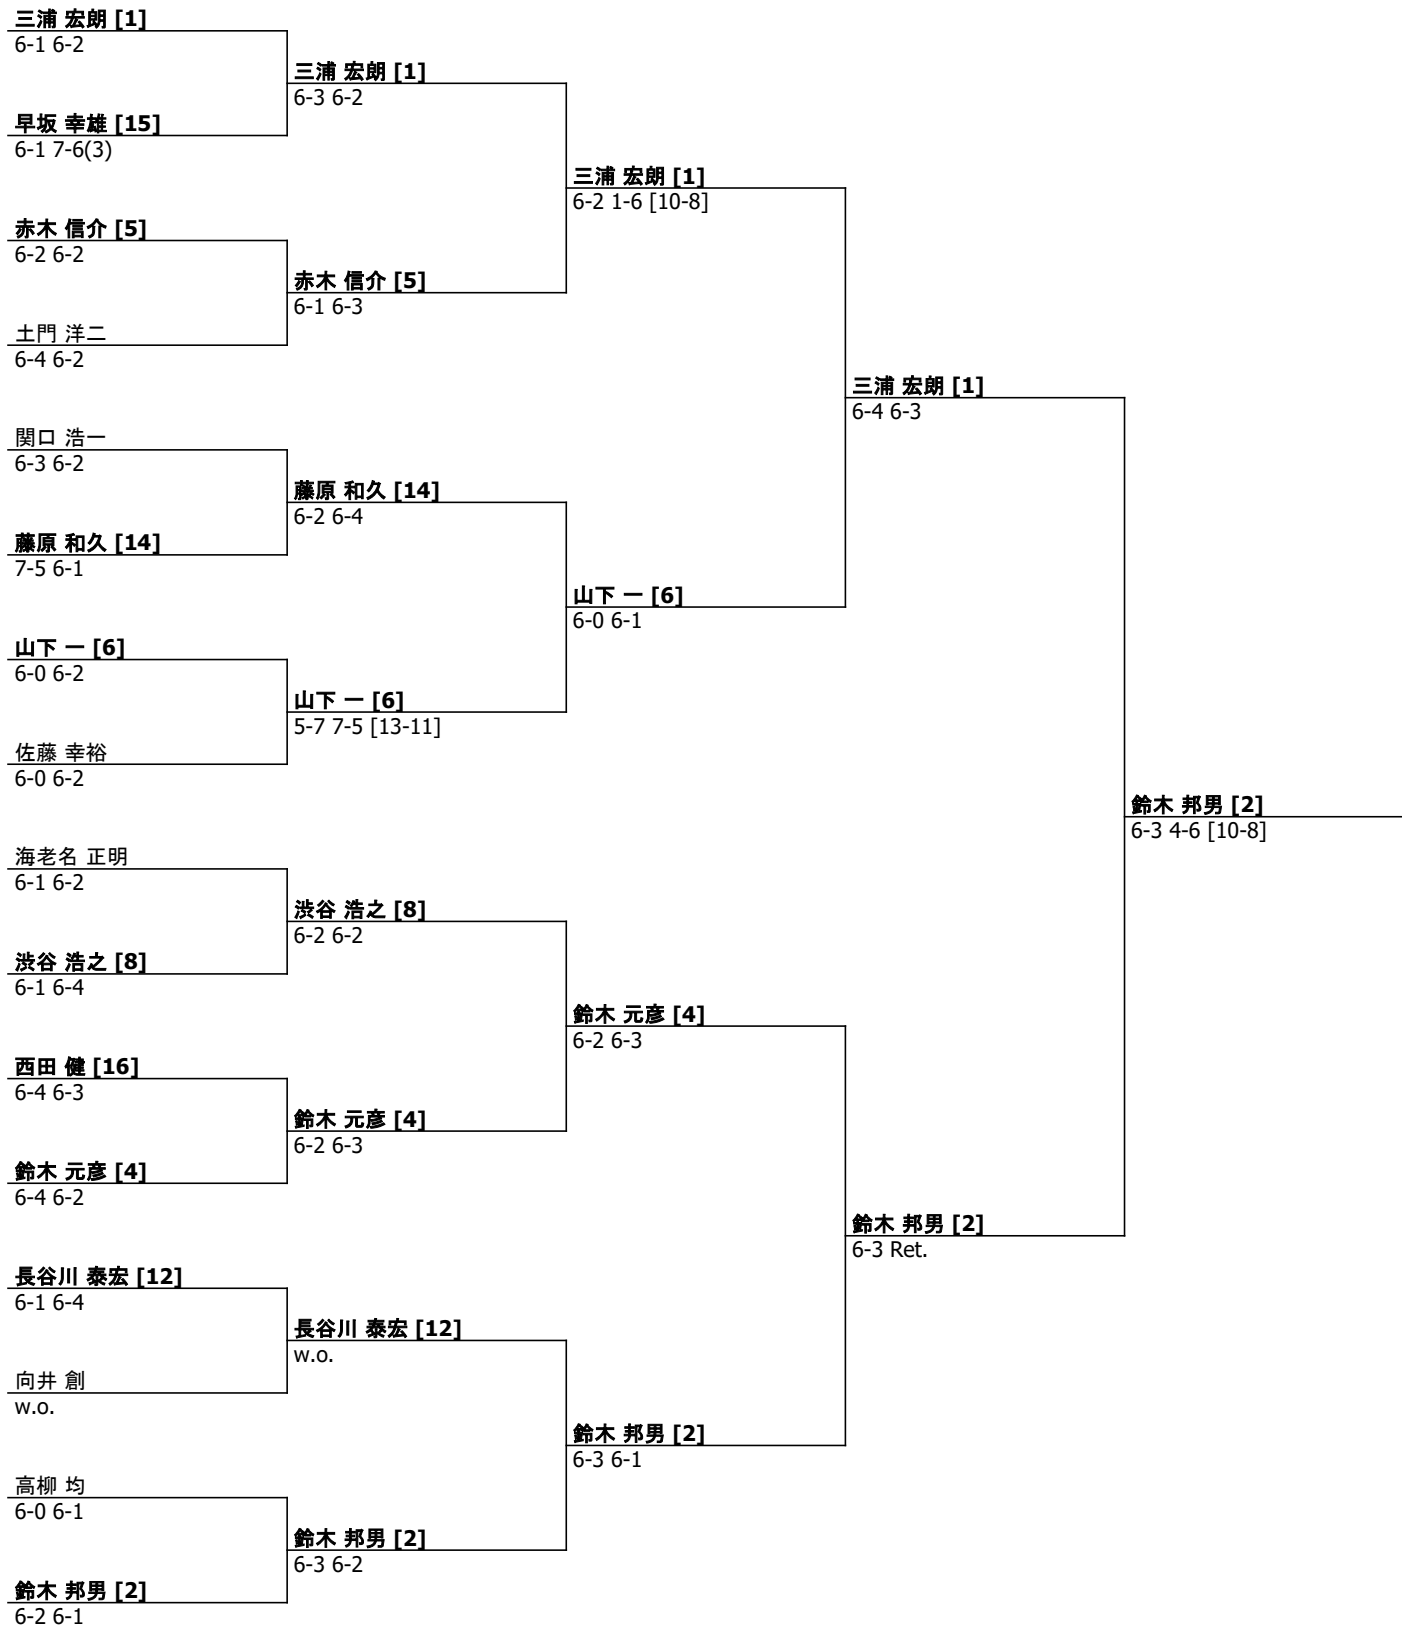 三浦 宏朗 [1]
6-1 6-2
早坂 幸雄 [15]
6-1 7-6(3)
赤木 信介 [5]
6-2 6-2
土門 洋二
6-4 6-2
関口 浩一
6-3 6-2
藤原 和久 [14]
7-5 6-1
山下 一 [6]
6-0 6-2
佐藤 幸裕
6-0 6-2
海老名 正明
6-1 6-2
渋谷 浩之 [8]
6-1 6-4
西田 健 [16]
6-4 6-3
鈴木 元彦 [4]
6-4 6-2
長谷川 泰宏 [12]
6-1 6-4
向井 創
w.o.
高柳 均
6-0 6-1
鈴木 邦男 [2]
6-2 6-1
三浦 宏朗 [1]
6-3 6-2
赤木 信介 [5]
6-1 6-3
藤原 和久 [14]
6-2 6-4
山下 一 [6]
5-7 7-5 [13-11]
渋谷 浩之 [8]
6-2 6-2
鈴木 元彦 [4]
6-2 6-3
長谷川 泰宏 [12]
w.o.
鈴木 邦男 [2]
6-3 6-2
三浦 宏朗 [1]
6-2 1-6 [10-8]
山下 一 [6]
6-0 6-1
鈴木 元彦 [4]
6-2 6-3
鈴木 邦男 [2]
6-3 6-1
三浦 宏朗 [1]
6-4 6-3
鈴木 邦男 [2]
6-3 Ret.
鈴木 邦男 [2]
6-3 4-6 [10-8]